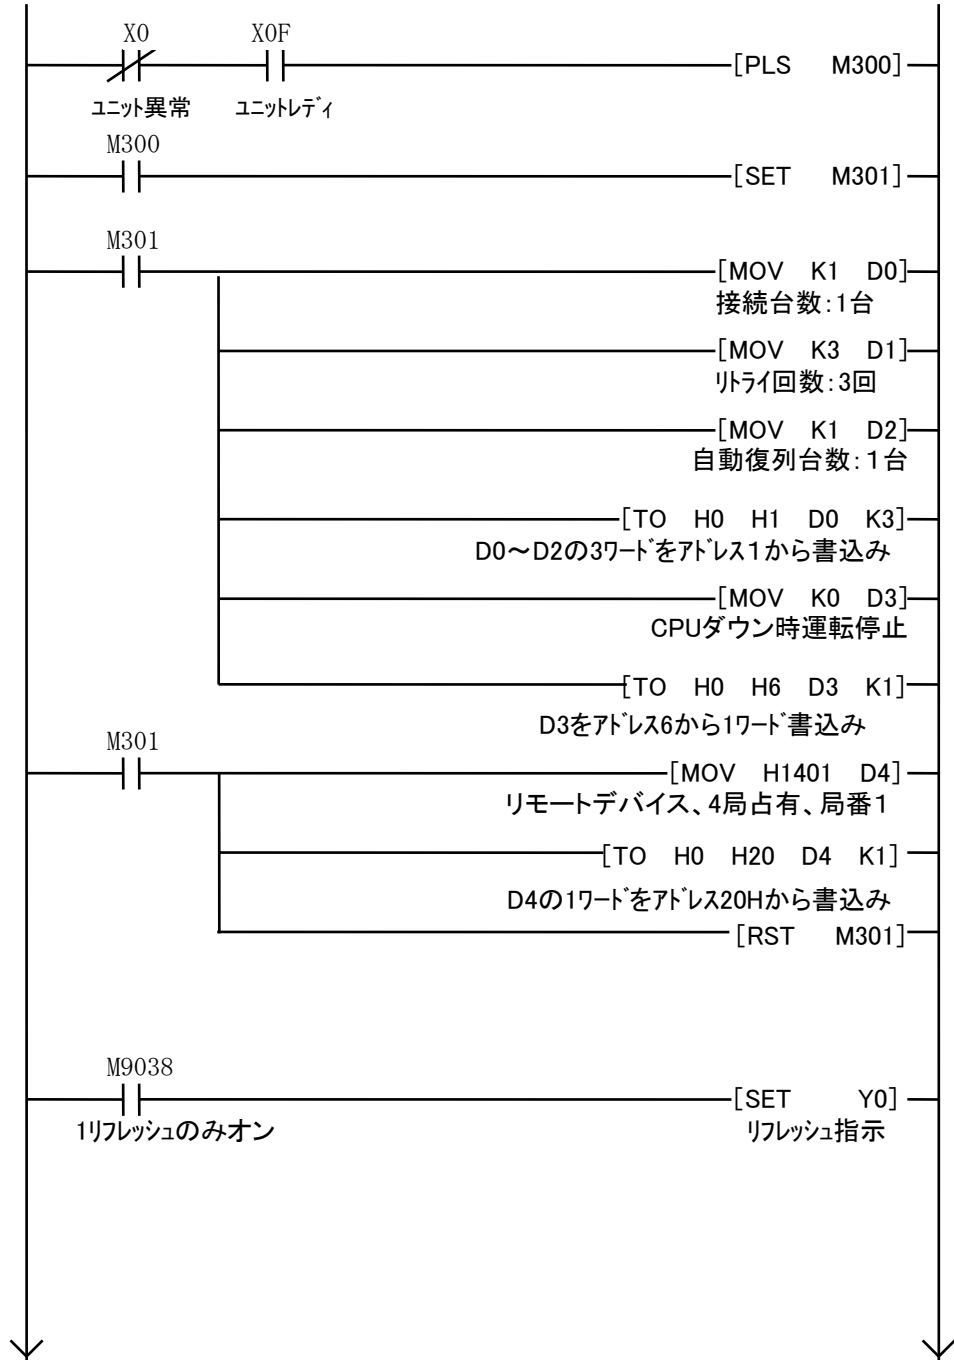 X0 X0F
[PLS M300]
ﾕﾆｯﾄ異常 ﾕﾆｯﾄﾚﾃﾞｨ
M300
[SET M301]
M301
[MOV K1 D0]
接続台数:1台
[MOV K3 D1]
ﾘﾄﾗｲ回数:3回
[MOV K1 D2]
自動復列台数:１台
[TO H0 H1 D0 K3]
D0～D2の3ﾜｰﾄﾞをｱﾄﾞﾚｽ１から書込み
[MOV K0 D3]
CPUダウン時運転停止
[TO H0 H6 D3 K1]
D3をｱﾄﾞﾚｽ6から1ﾜｰﾄﾞ書込み
M301
[MOV H1401 D4]
リモートデバイス、4局占有、局番１
[TO H0 H20 D4 K1]
D4の1ﾜｰﾄﾞをｱﾄﾞﾚｽ20Hから書込み
[RST M301]
M9038
[SET Y0]
1ﾘﾌﾚｯｼｭのみオン ﾘﾌﾚｯｼｭ指示